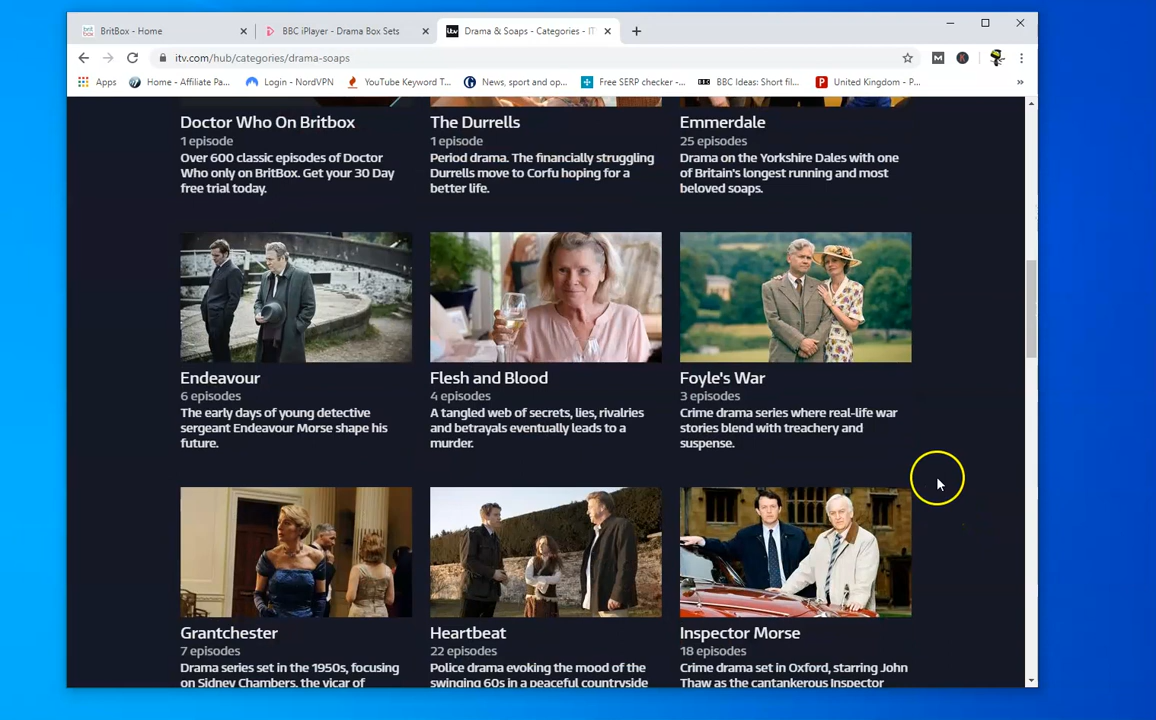 BritBox - Home
BBC iPlayer - Drama Box Sets
itv
Drama & Soaps - Categories - IT
itv.com/hub/categories/drama-soaps
Apps
Home - Affiliate Pa...
Login - NordVPN
YouTube Keyword T...
News, sport and op...
Free SERP checker -...
BBC
BBC Ideas: Short fil...
United Kingdom - P...
»
Doctor Who On Britbox
1 episode
Over 600 classic episodes of Doctor
Who only on BritBox. Get your 30 Day
free trial today.
The Durrells
1 episode
Period drama. The financially struggling
Durrells move to Corfu hoping for a
better life.
Emmerdale
25 episodes
Drama on the Yorkshire Dales with one
of Britain's longest running and most
beloved soaps.
Endeavour
6 episodes
The early days of young detective
sergeant Endeavour Morse shape his
future.
Flesh and Blood
4 episodes
A tangled web of secrets, lies, rivalries
and betrayals eventually leads to a
murder.
Foyle's War
3 episodes
Crime drama series where real-life war
stories blend with treachery and
suspense.
Grantchester
7 episodes
Drama series set in the 1950s, focusing
on Sidney Chambers, the vicar of
Heartbeat
22 episodes
Police drama evoking the mood of the
swinging 60s in a peaceful countryside
Inspector Morse
18 episodes
Crime drama set in Oxford, starring John
Thaw as the cantankerous Inspector